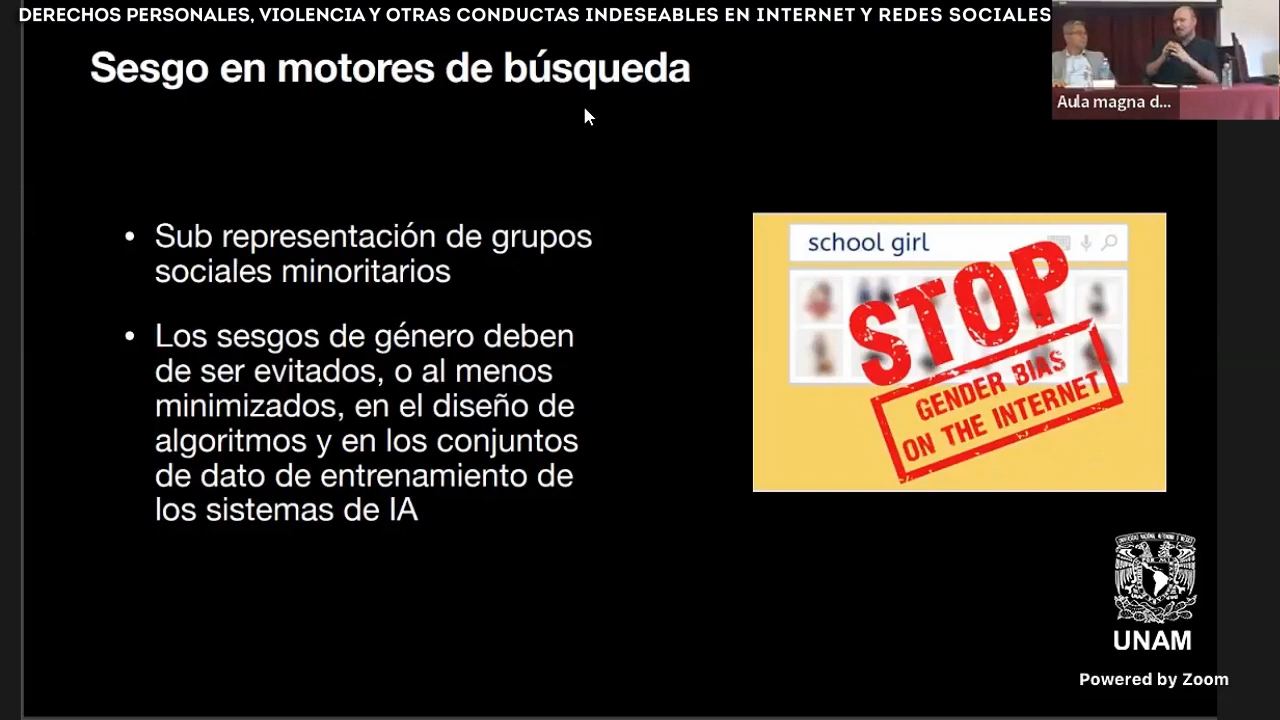 DERECHOS PERSONALES, VIOLENCIA Y OTRAS CONDUCTAS INDESEABLES EN INTERNET Y REDES SOCIALES
Sesgo en motores de búsqueda
Aula magna d...
• Sub representación de grupos
sociales minoritarios
• Los sesgos de género deben
de ser evitados, o al menos
minimizados, en el diseño de
algoritmos y en los conjuntos
de dato de entrenamiento de
los sistemas de IA
school girl
STOP
GENDER BIAS
ON THE INTERNET
UNAM
Powered by Zoom